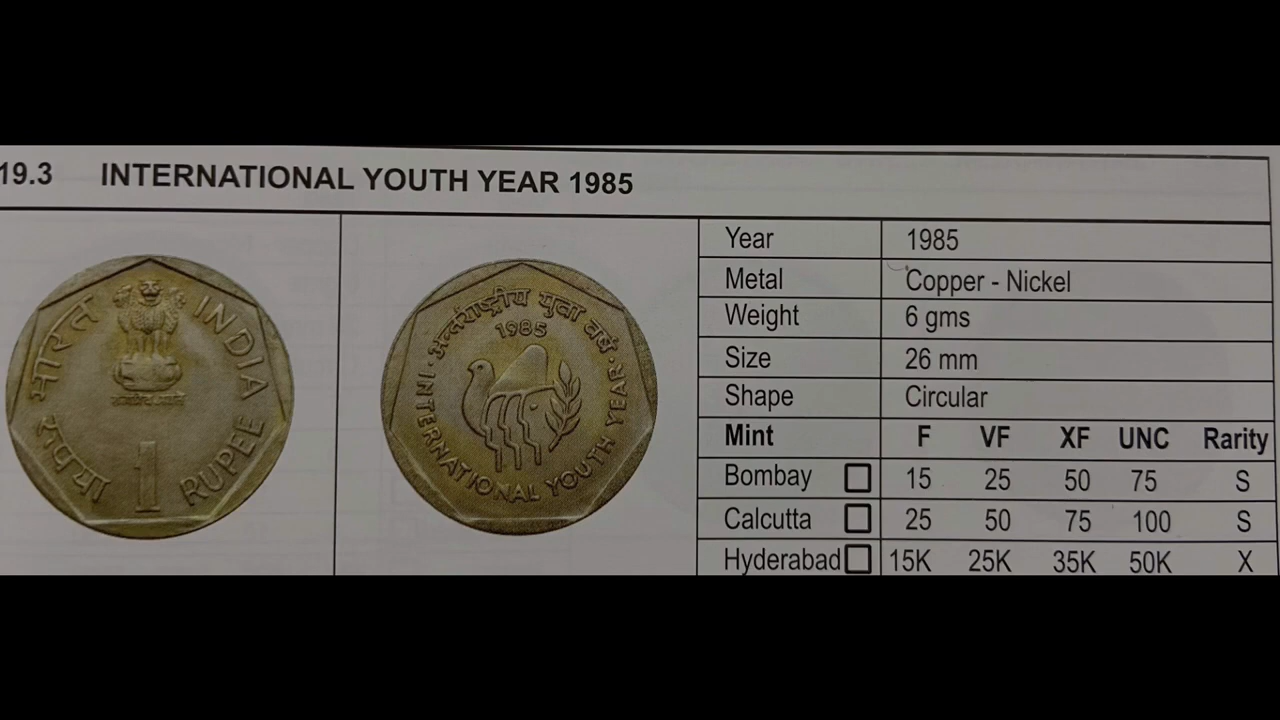 19.3 INTERNATIONAL YOUTH YEAR 1985
भारत INDIA
सत्यमेव जयते
रुपया 1 RUPEE
अन्तर्राष्ट्रीय युवा वर्ष
1985
INTERNATIONAL YOUTH YEAR
Year 1985
Metal Copper - Nickel
Weight 6 gms
Size 26 mm
Shape Circular
Mint F VF XF UNC Rarity
Bombay 15 25 50 75 S
Calcutta 25 50 75 100 S
Hyderabad 15K 25K 35K 50K X